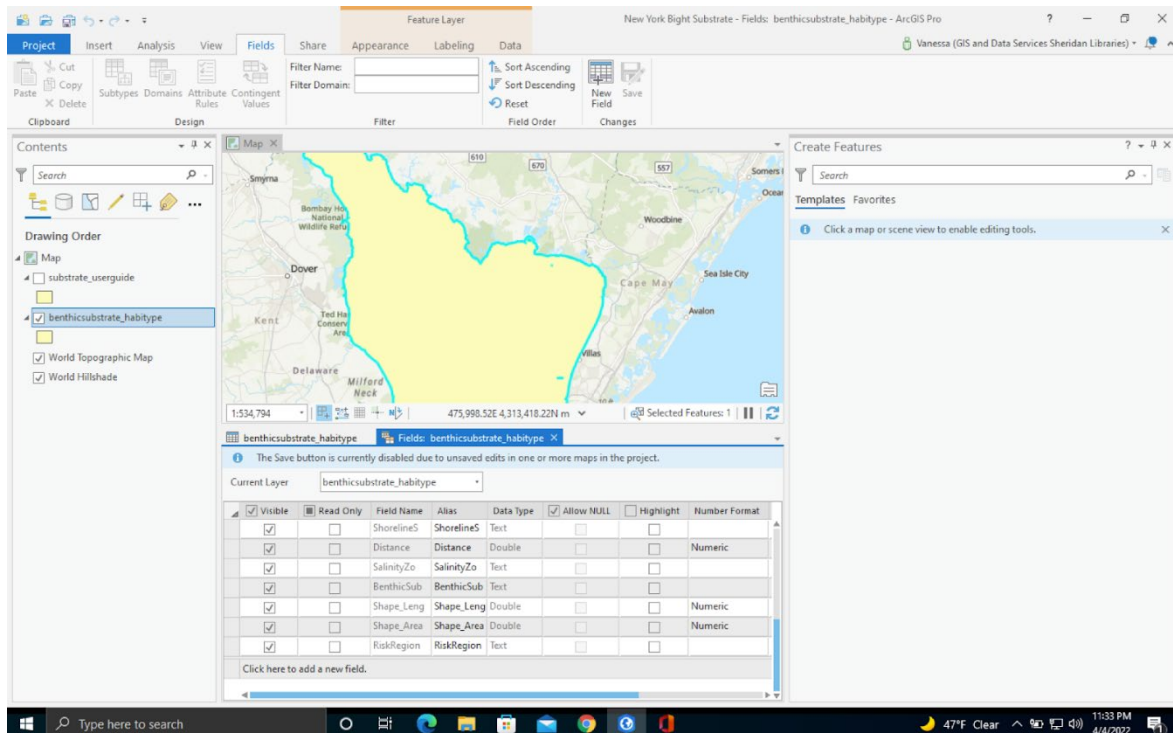 Feature Layer
New York Bight Substrate - Fields: benthicsubstrate_habitype - ArcGIS Pro
?
Project Insert Analysis View Fields Share Appearance Labeling Data
Vanessa (GIS and Data Services Sheridan Libraries)
Paste
Cut
Copy
Delete
Clipboard
Subtypes Domains Attribute Rules Contingent Values
Design
Filter Name:
Filter Domain:
Filter
Sort Ascending
Sort Descending
Reset
Field Order
New Field Save
Changes
Contents
Search
Drawing Order
Map
substrate_userguide
benthicsubstrate_habitype
World Topographic Map
World Hillshade
Map
610
670
557
Smyrna
Somers
Ocean
Bombay Ho
National
Wildlife Refu
Woodbine
Dover
Sea Isle City
Cape May
Avalon
Kent
Ted Ha
Conserv
Area
Villas
Delaware
Milford
Neck
1:534,794
475,998.52E 4,313,418.22N m
Selected Features: 1
benthicsubstrate_habitype Fields: benthicsubstrate_habitype
The Save button is currently disabled due to unsaved edits in one or more maps in the project.
Current Layer benthicsubstrate_habitype
Visible Read Only Field Name Alias Data Type Allow NULL Highlight Number Format
ShorelineS ShorelineS Text
Distance Distance Double Numeric
SalinityZo SalinityZo Text
BenthicSub BenthicSub Text
Shape_Leng Shape_Leng Double Numeric
Shape_Area Shape_Area Double Numeric
RiskRegion RiskRegion Text
Click here to add a new field.
Create Features
?
Search
Templates Favorites
Click a map or scene view to enable editing tools.
Type here to search
47°F Clear
11:33 PM
4/4/2022